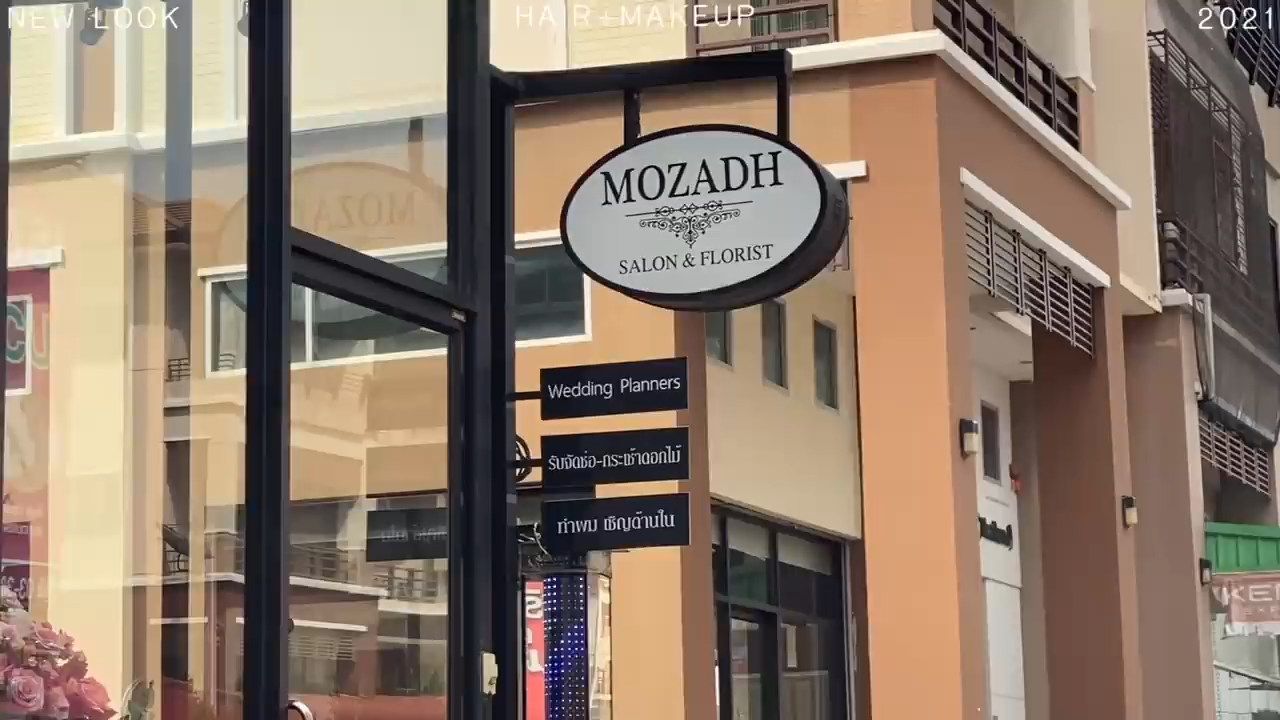 NEW LOOK
HAIR+MAKEUP
2021
MOZADH
SALON & FLORIST
Wedding Planners
รับจัดช่อ-กระเช้าดอกไม้
ทำผม เชิญด้านใน